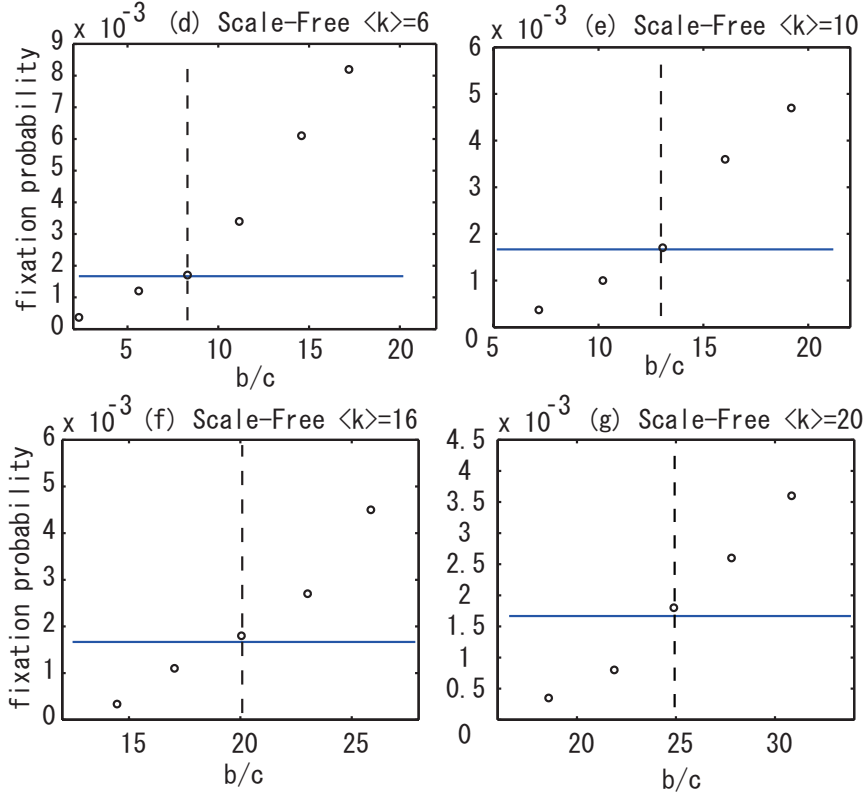 x 10-3 (d) Scale-Free <k>=6
9
8
7
6
5
4
3
2
1
0
fixation probability
5 10 15 20
b/c
x 10-3 (e) Scale-Free <k>=10
6
5
4
3
2
1
0
5 10 15 20
b/c
x 10-3 (f) Scale-Free <k>=16
6
5
4
3
2
1
0
fixation probability
15 20 25
b/c
x 10-3 (g) Scale-Free <k>=20
4.5
3.5
2.5
2
1.5
1
0.5
0
20 25 30
b/c